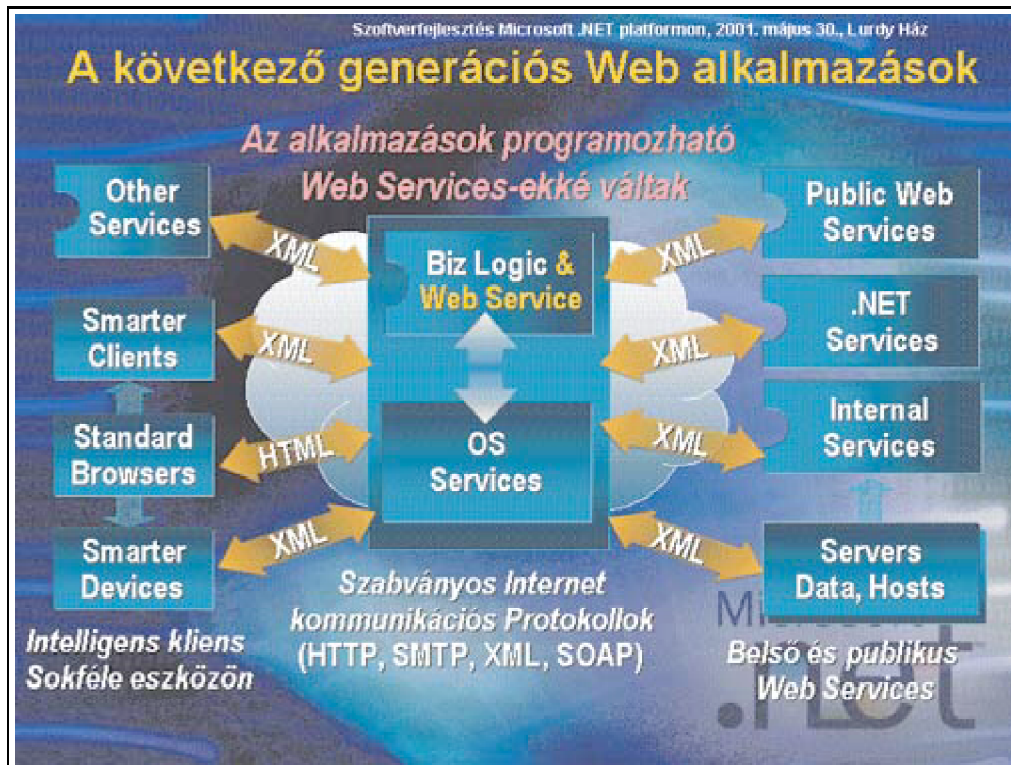 Szoftverfejlesztés Microsoft .NET platformon, 2001. május 30., Lurdy Ház
A következő generációs Web alkalmazások
Az alkalmazások programozható
Web Services-ekké váltak
Other
Services
XML
Smarter
Clients
XML
Standard
Browsers
HTML
Smarter
Devices
XML
Intelligens kliens
Sokféle eszközön
Biz Logic &
Web Service
OS
Services
Szabványos Internet
kommunikációs Protokollok
(HTTP, SMTP, XML, SOAP)
XML
Public Web
Services
XML
.NET
Services
XML
Internal
Services
XML
Servers
Data, Hosts
Belső és publikus
Web Services
.net